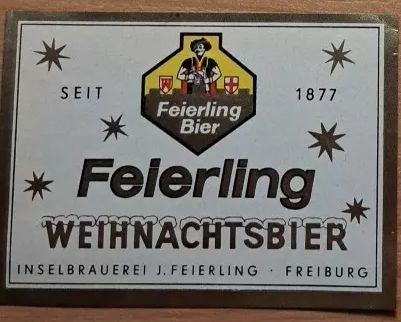 SEIT 1877
Feierling
Bier
Feierling
WEIHNACHTSBIER
INSELBRAUEREI J. FEIERLING · FREIBURG